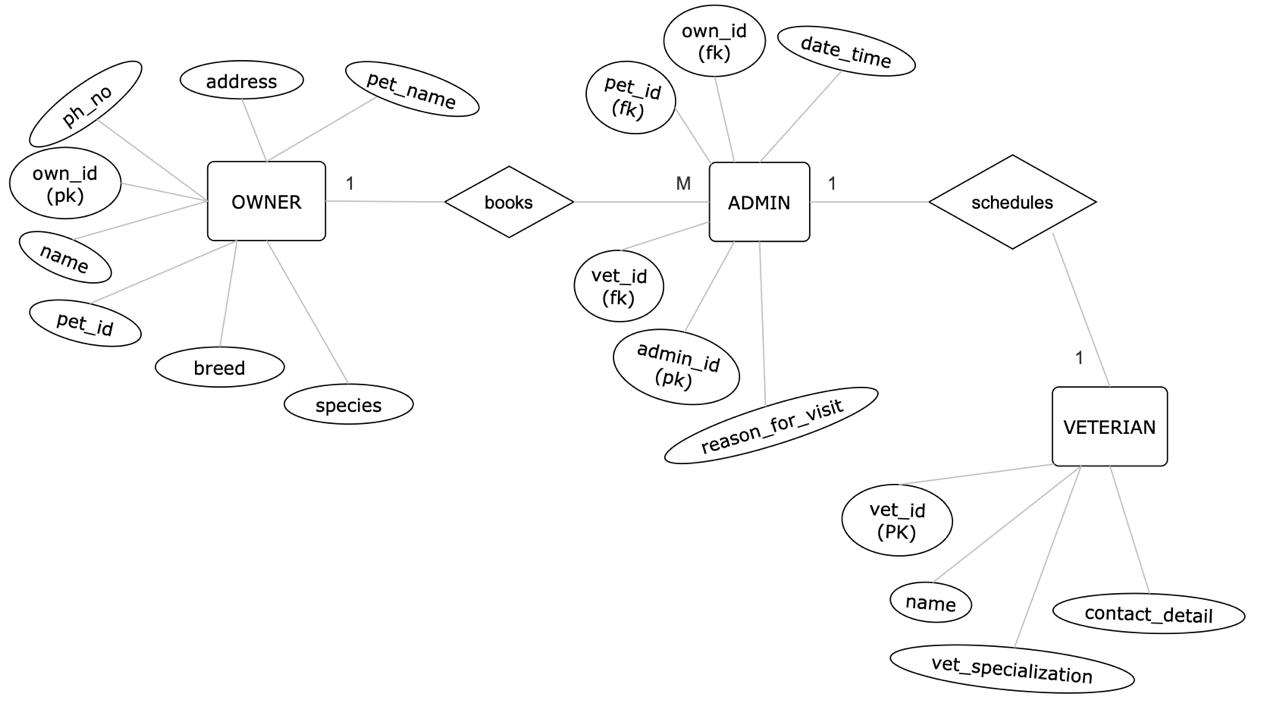 own_id
(fk)
date_time
ph_no
address
pet_name
pet_id
(fk)
own_id
(pk)
OWNER
1
books
M
ADMIN
1
schedules
name
pet_id
breed
species
vet_id
(fk)
admin_id
(pk)
reason_for_visit
1
VETERIAN
vet_id
(PK)
name
contact_detail
vet_specialization